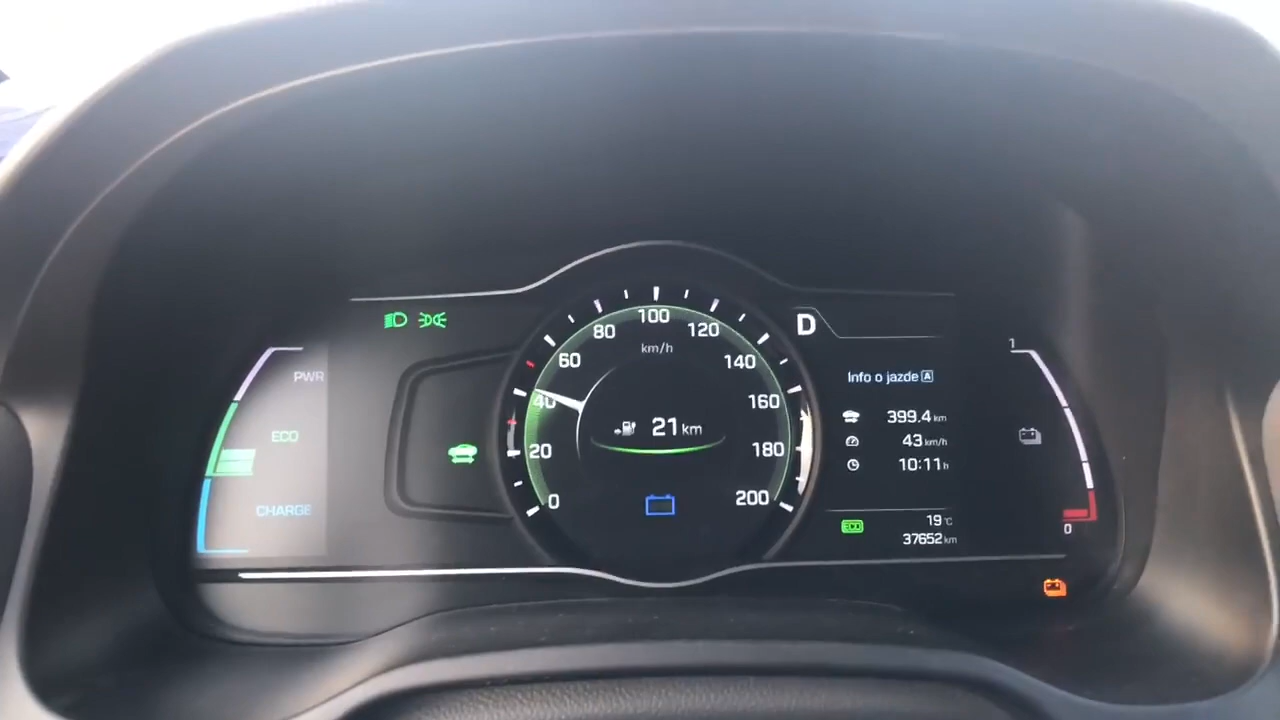 PWR
ECO
CHARGE
0
20
40
60
80
100
120
140
160
180
200
km/h
21 km
D
Info o jazde A
399.4 km
43 km/h
10:11 h
ECO
19 °C
37652 km
1
0